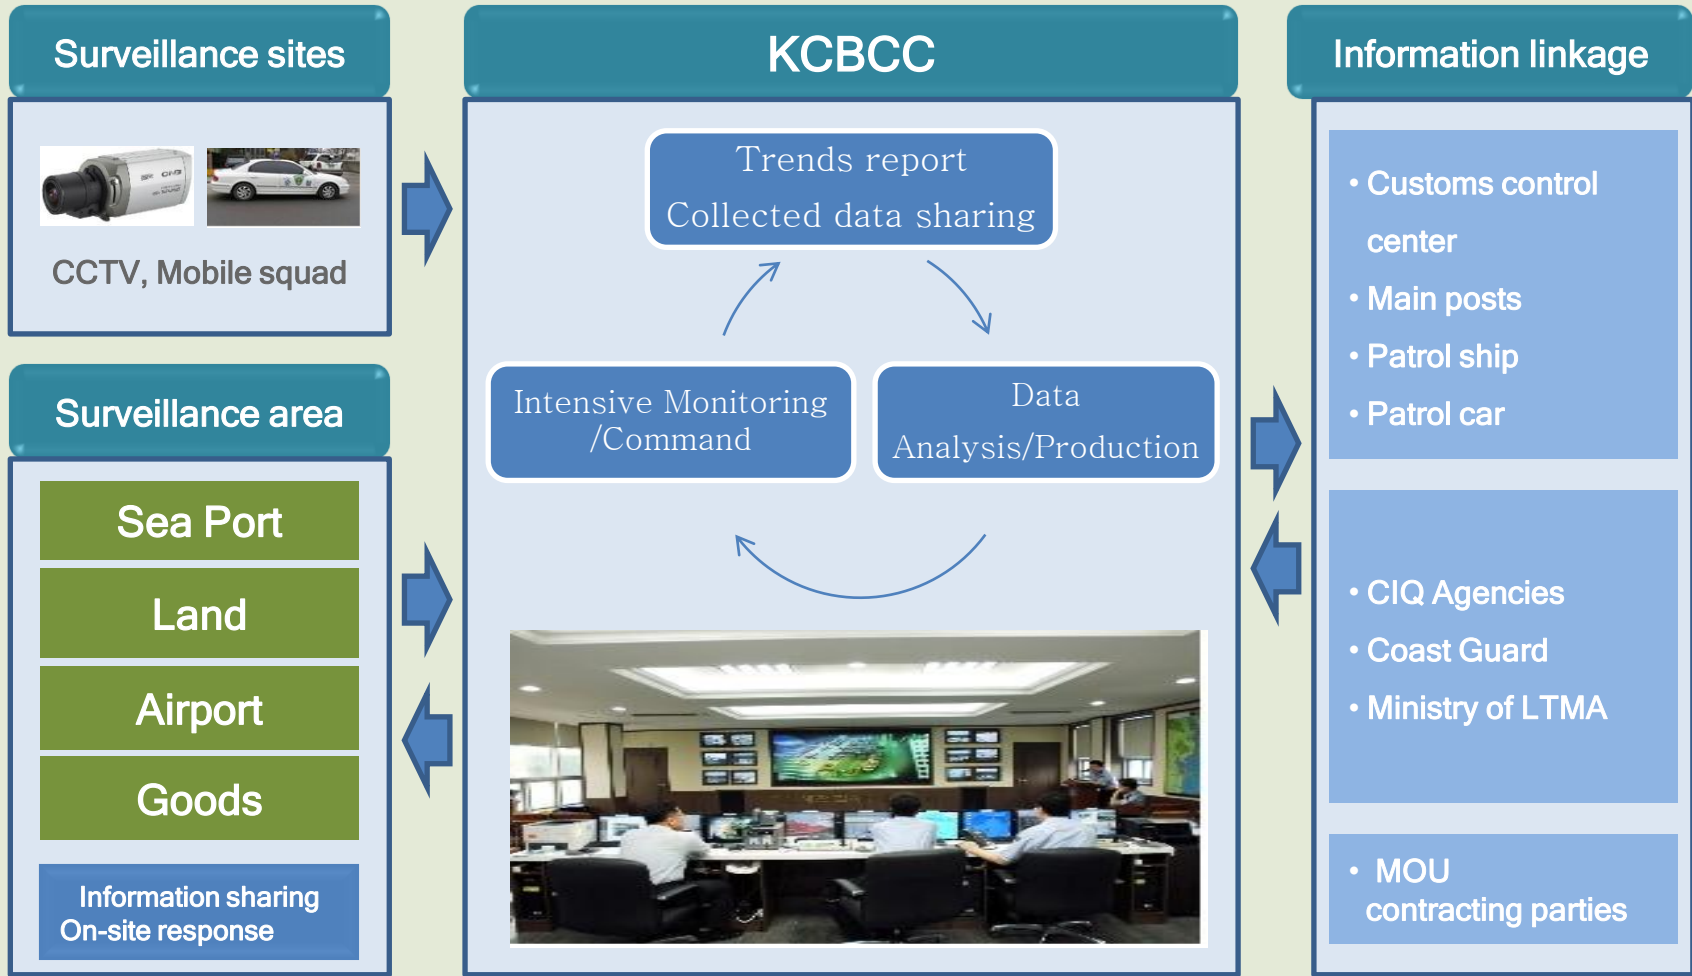 Surveillance sites
CCTV, Mobile squad
Surveillance area
Sea Port
Land
Airport
Goods
Information sharing
On-site response
KCBCC
Trends report
Collected data sharing
Intensive Monitoring
/Command
Data
Analysis/Production
Information linkage
• Customs control
center
• Main posts
• Patrol ship
• Patrol car
• CIQ Agencies
• Coast Guard
• Ministry of LTMA
• MOU
contracting parties